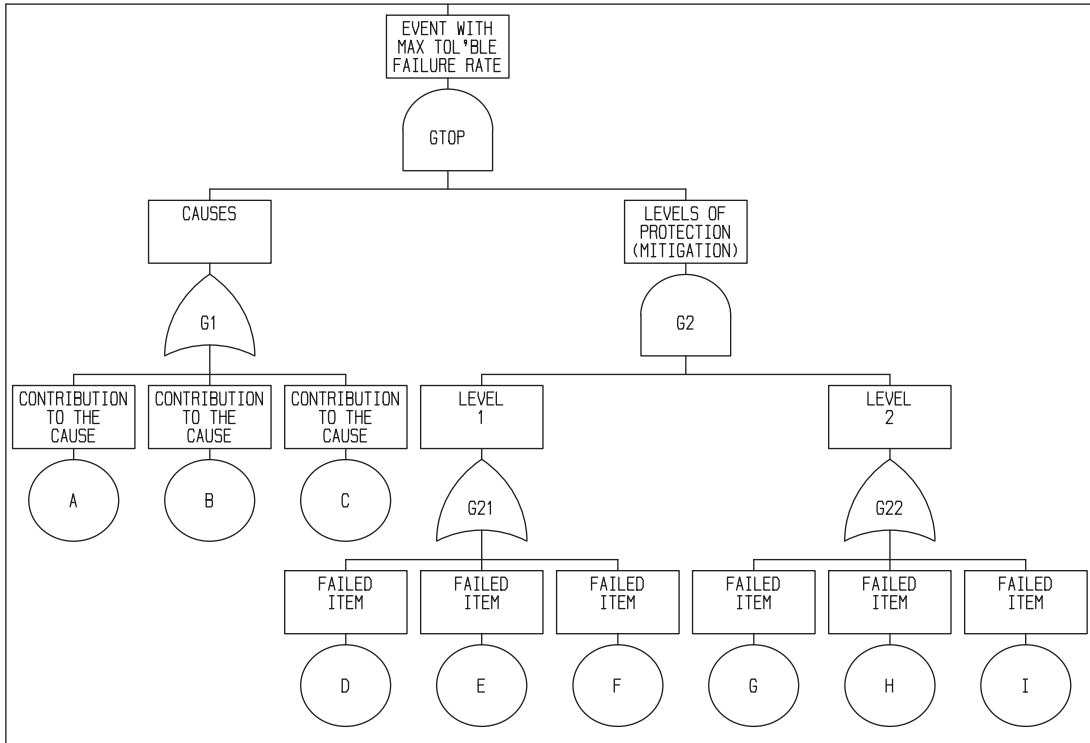 EVENT WITH
MAX TOL'BLE
FAILURE RATE
GTOP
CAUSES
LEVELS OF
PROTECTION
(MITIGATION)
G1
G2
CONTRIBUTION
TO THE
CAUSE
CONTRIBUTION
TO THE
CAUSE
CONTRIBUTION
TO THE
CAUSE
LEVEL
1
LEVEL
2
A
B
C
G21
G22
FAILED
ITEM
FAILED
ITEM
FAILED
ITEM
FAILED
ITEM
FAILED
ITEM
FAILED
ITEM
D
E
F
G
H
I